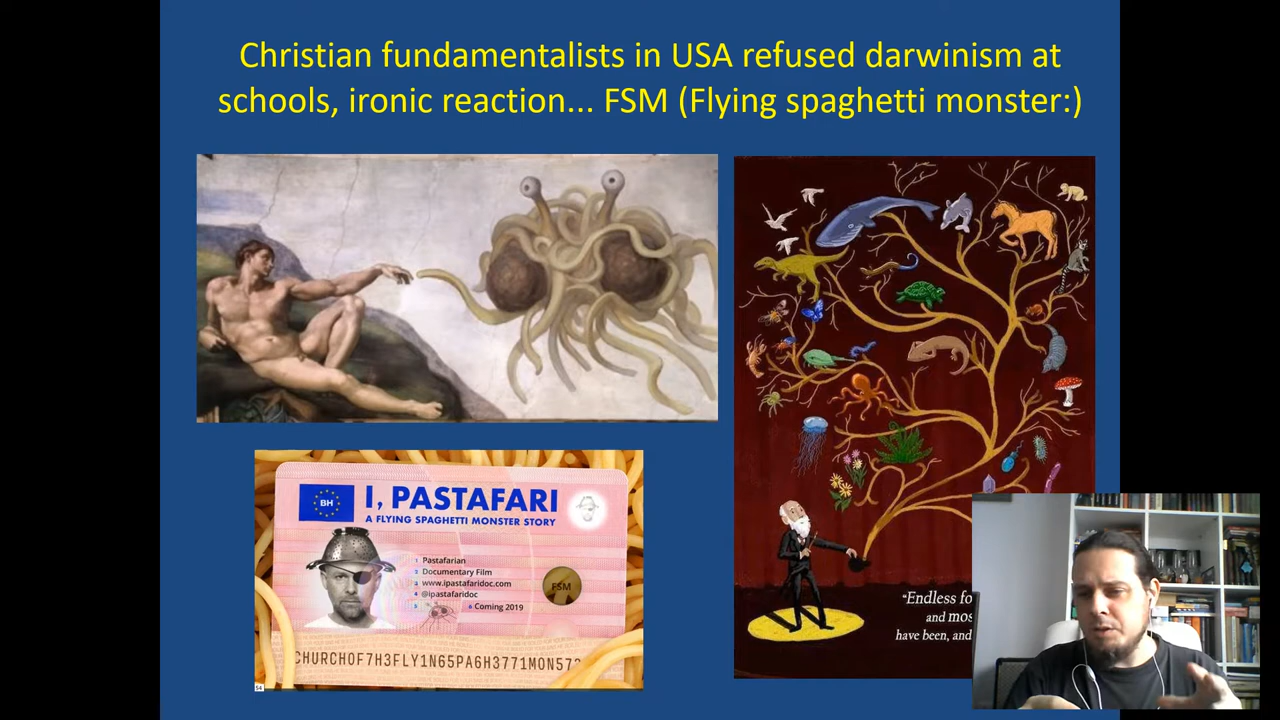 Christian fundamentalists in USA refused darwinism at
schools, ironic reaction... FSM (Flying spaghetti monster:)
BH
I, PASTAFARI
A FLYING SPAGHETTI MONSTER STORY
1 Pastafarian
2 Documentary Film
3 www.ipastafaridoc.com
4 @ipastafaridoc
5
6 Coming 2019
FSM
CHURCHOF7H3FLY1N65PA6H3771MON57
54
"Endless fo
and mos
have been, and